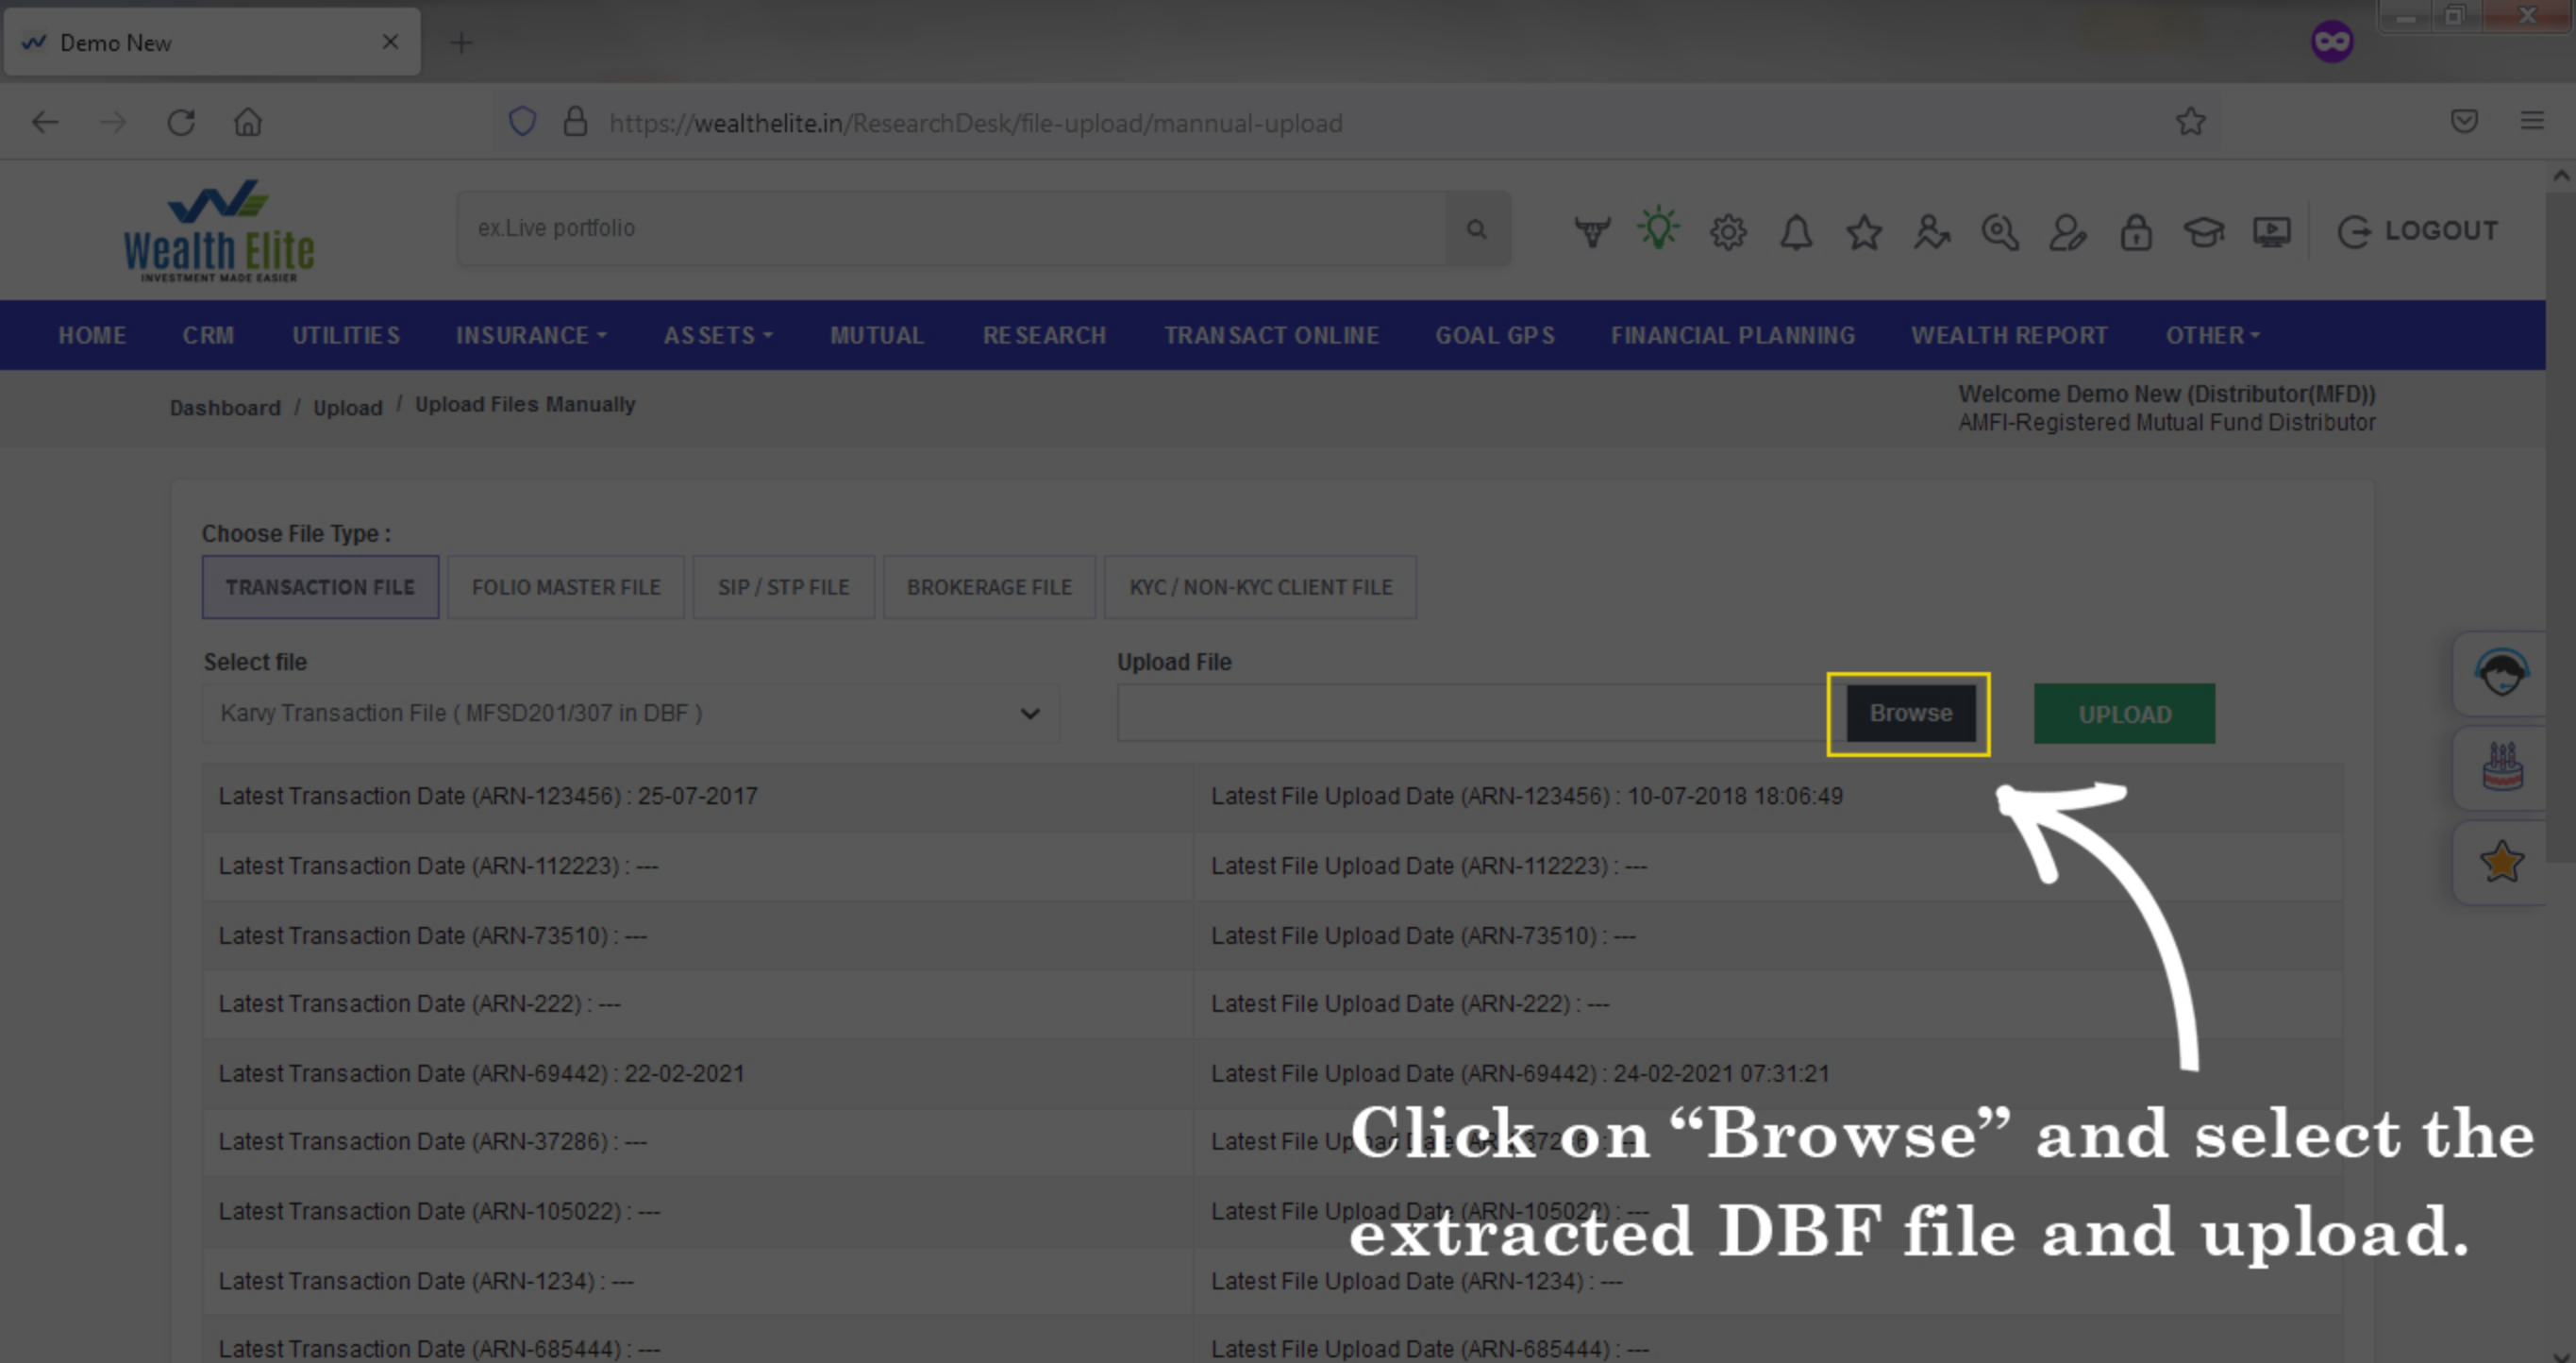 Demo New
https://wealthelite.in/ResearchDesk/file-upload/mannual-upload
Wealth Elite
INVESTMENT MADE EASIER
ex.Live portfolio
LOGOUT
HOME CRM UTILITIES INSURANCE ASSETS MUTUAL RESEARCH TRANSACT ONLINE GOAL GPS FINANCIAL PLANNING WEALTH REPORT OTHER
Dashboard / Upload / Upload Files Manually
Welcome Demo New (Distributor(MFD))
AMFI-Registered Mutual Fund Distributor
Choose File Type :
TRANSACTION FILE FOLIO MASTER FILE SIP / STP FILE BROKERAGE FILE KYC / NON-KYC CLIENT FILE
Select file Upload File
Karvy Transaction File ( MFSD201/307 in DBF ) Browse UPLOAD
Latest Transaction Date (ARN-123456) : 25-07-2017 Latest File Upload Date (ARN-123456) : 10-07-2018 18:06:49
Latest Transaction Date (ARN-112223) : --- Latest File Upload Date (ARN-112223) : ---
Latest Transaction Date (ARN-73510) : --- Latest File Upload Date (ARN-73510) : ---
Latest Transaction Date (ARN-222) : --- Latest File Upload Date (ARN-222) : ---
Latest Transaction Date (ARN-69442) : 22-02-2021 Latest File Upload Date (ARN-69442) : 24-02-2021 07:31:21
Latest Transaction Date (ARN-37286) : --- Latest File
Click on “Browse” and select the
Latest Transaction Date (ARN-105022) : --- Latest File Upload Date (ARN-105022) : ---
extracted DBF file and upload.
Latest Transaction Date (ARN-1234) : --- Latest File Upload Date (ARN-1234) : ---
Latest Transaction Date (ARN-685444) : --- Latest File Upload Date (ARN-685444) : ---